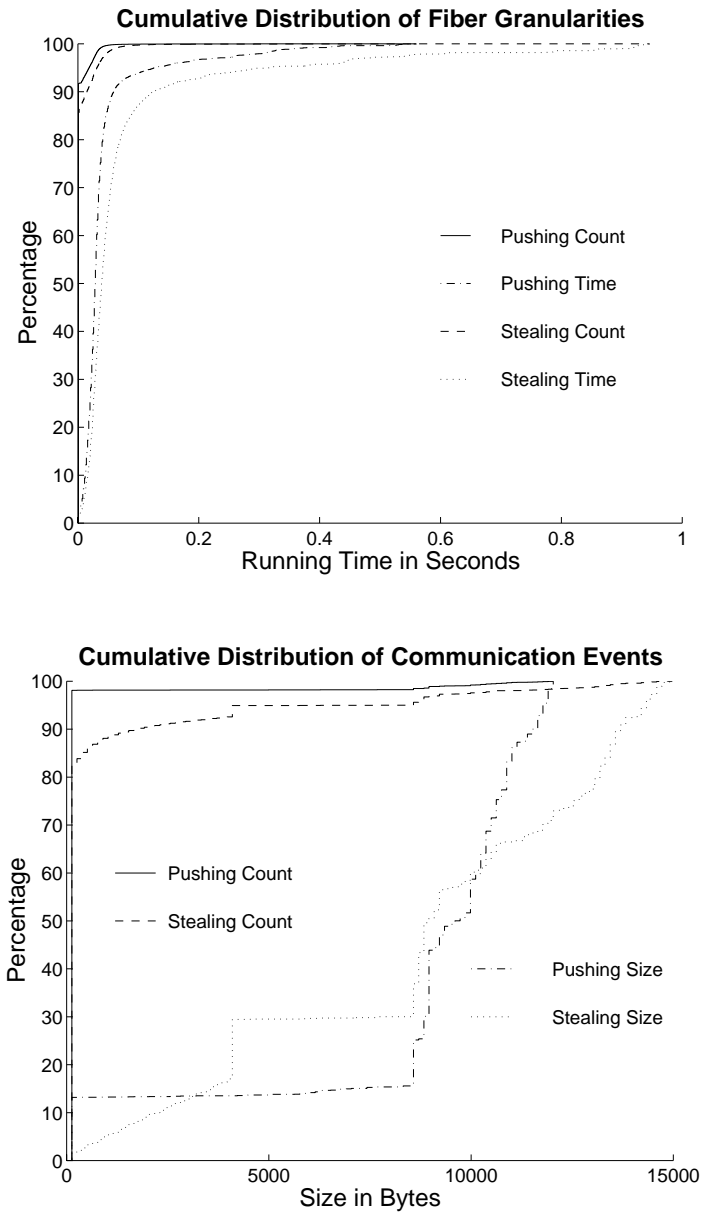 Cumulative Distribution of Fiber Granularities
100
90
80
70
60
50
40
30
20
10
0
Percentage
Pushing Count
Pushing Time
Stealing Count
Stealing Time
0 0.2 0.4 0.6 0.8 1
Running Time in Seconds
Cumulative Distribution of Communication Events
100
90
80
70
60
50
40
30
20
10
0
Percentage
Pushing Count
Stealing Count
Pushing Size
Stealing Size
0 5000 10000 15000
Size in Bytes